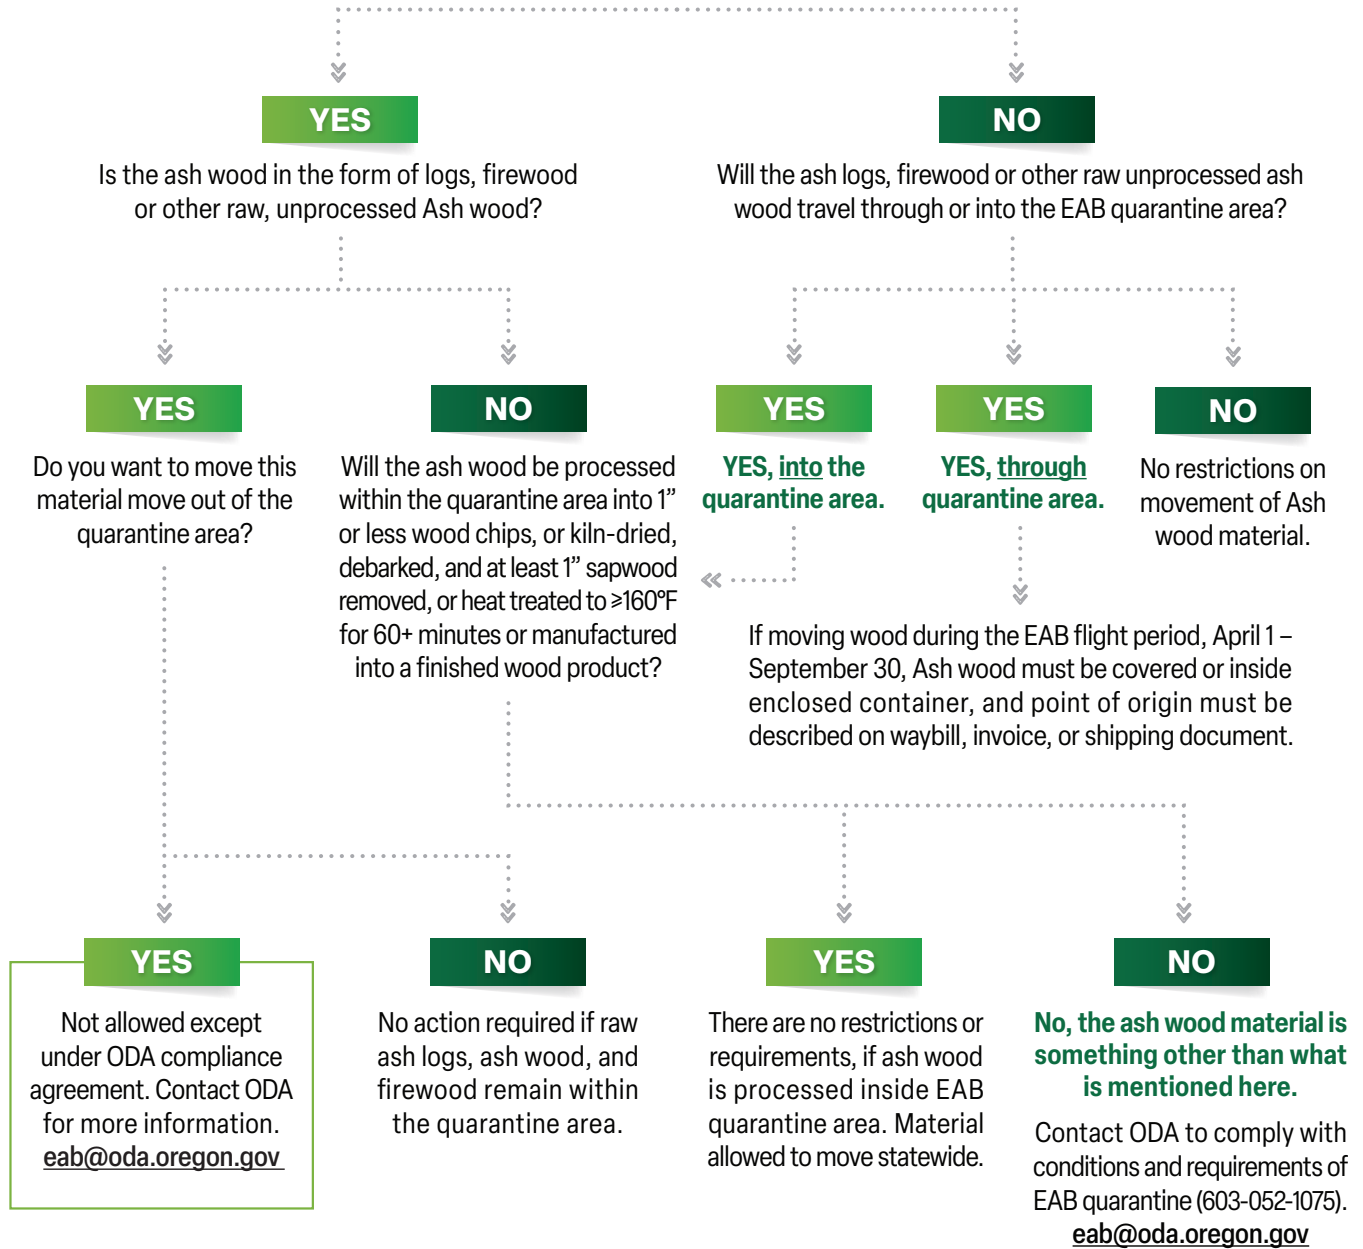 YES
Is the ash wood in the form of logs, firewood
or other raw, unprocessed Ash wood?
NO
Will the ash logs, firewood or other raw unprocessed ash
wood travel through or into the EAB quarantine area?
YES
Do you want to move this
material move out of the
quarantine area?
NO
Will the ash wood be processed
within the quarantine area into 1”
or less wood chips, or kiln-dried,
debarked, and at least 1” sapwood
removed, or heat treated to ≥160°F
for 60+ minutes or manufactured
into a finished wood product?
YES
YES, into the
quarantine area.
YES
YES, through
quarantine area.
NO
No restrictions on
movement of Ash
wood material.
If moving wood during the EAB flight period, April 1 –
September 30, Ash wood must be covered or inside
enclosed container, and point of origin must be
described on waybill, invoice, or shipping document.
YES
Not allowed except
under ODA compliance
agreement. Contact ODA
for more information.
eab@oda.oregon.gov
NO
No action required if raw
ash logs, ash wood, and
firewood remain within
the quarantine area.
YES
There are no restrictions or
requirements, if ash wood
is processed inside EAB
quarantine area. Material
allowed to move statewide.
NO
No, the ash wood material is
something other than what
is mentioned here.
Contact ODA to comply with
conditions and requirements of
EAB quarantine (603-052-1075).
eab@oda.oregon.gov